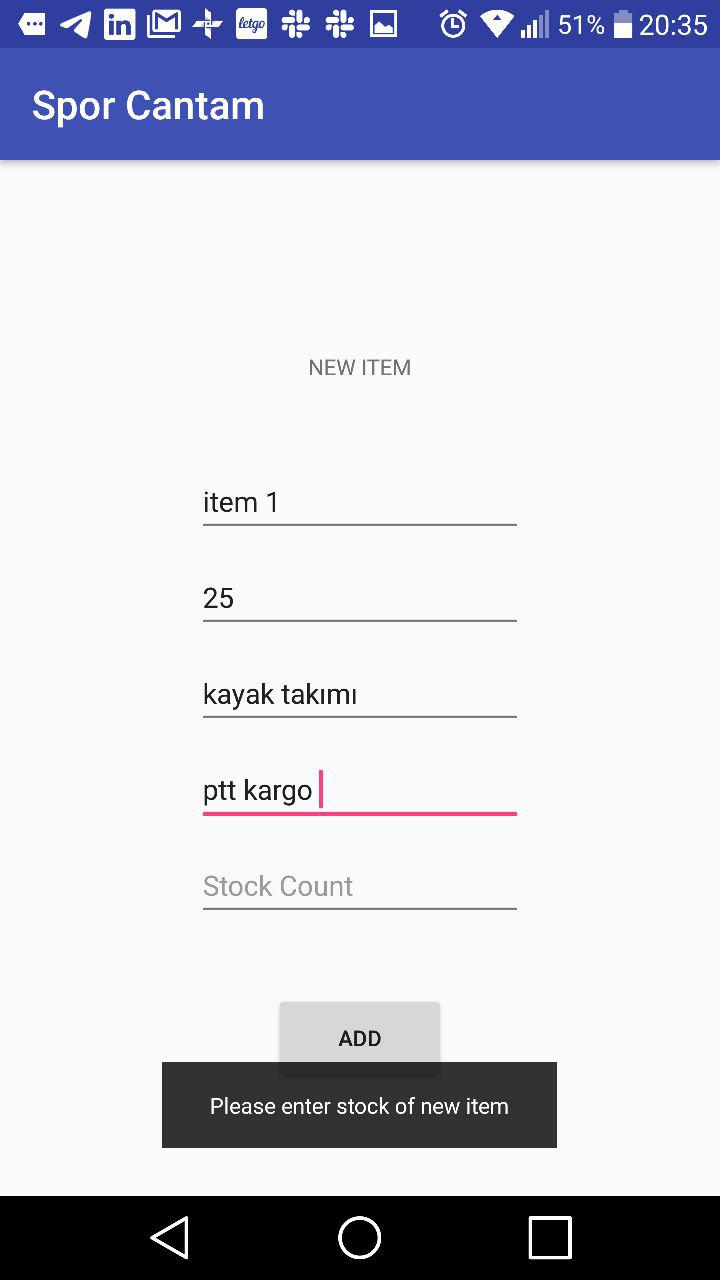 letgo 51% 20:35
Spor Cantam
NEW ITEM
item 1
25
kayak takımı
ptt kargo
Stock Count
ADD
Please enter stock of new item